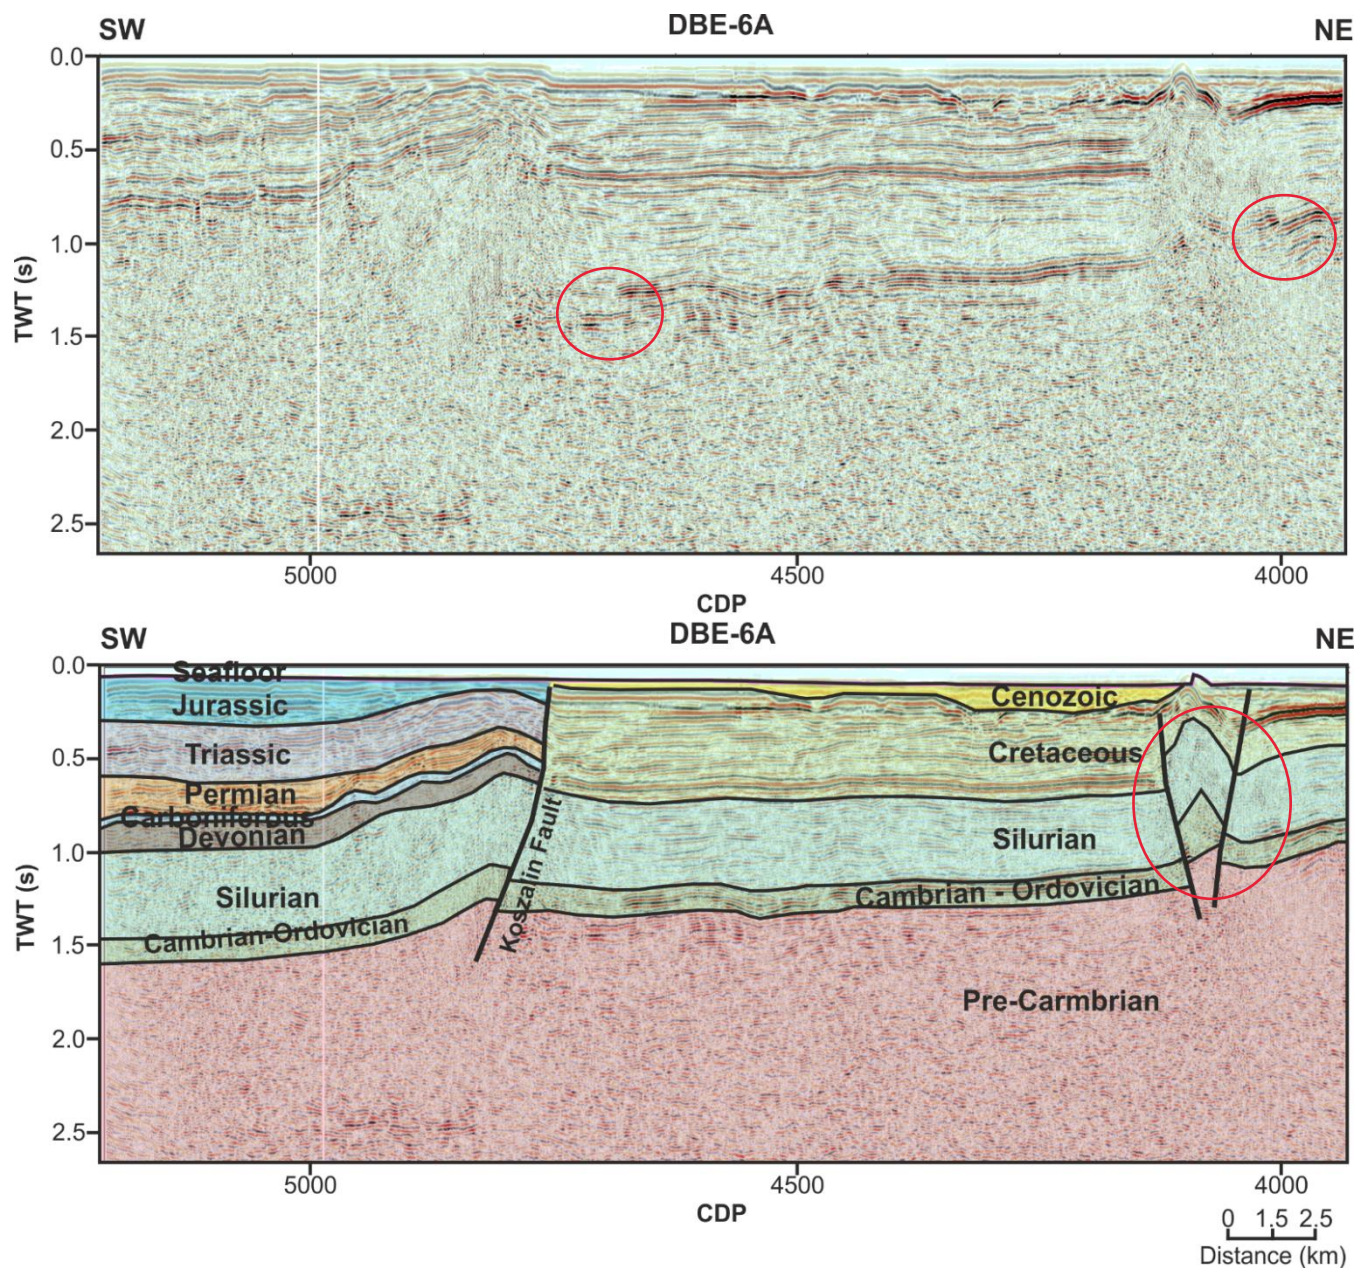 SW DBE-6A NE
0.0
0.5
1.0
1.5
2.0
2.5
TWT (s)
5000 4500 4000
CDP
SW DBE-6A NE
0.0
0.5
1.0
1.5
2.0
2.5
TWT (s)
Seafloor
Jurassic
Triassic
Permian
Carboniferous
Devonian
Silurian
Cambrian-Ordovician
Koszalin Fault
Cenozoic
Cretaceous
Silurian
Cambrian - Ordovician
Pre-Carmbrian
5000 4500 4000
CDP
0 1.5 2.5
Distance (km)